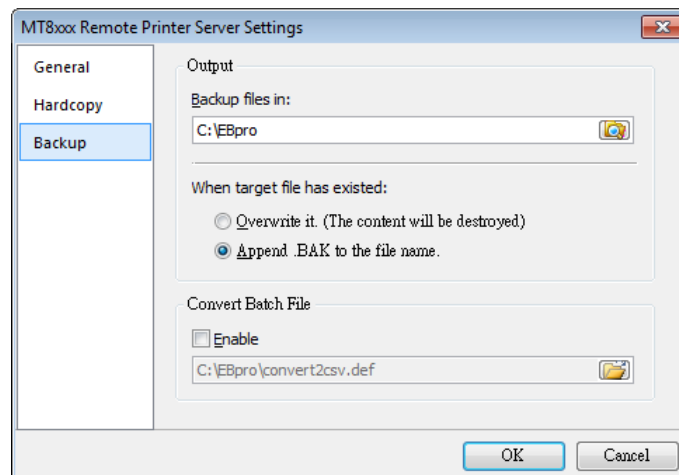 MT8xxx Remote Printer Server Settings
General
Hardcopy
Backup
Output
Backup files in:
C:\EBpro
When target file has existed:
Overwrite it. (The content will be destroyed)
Append .BAK to the file name.
Convert Batch File
Enable
C:\EBpro\convert2csv.def
OK
Cancel